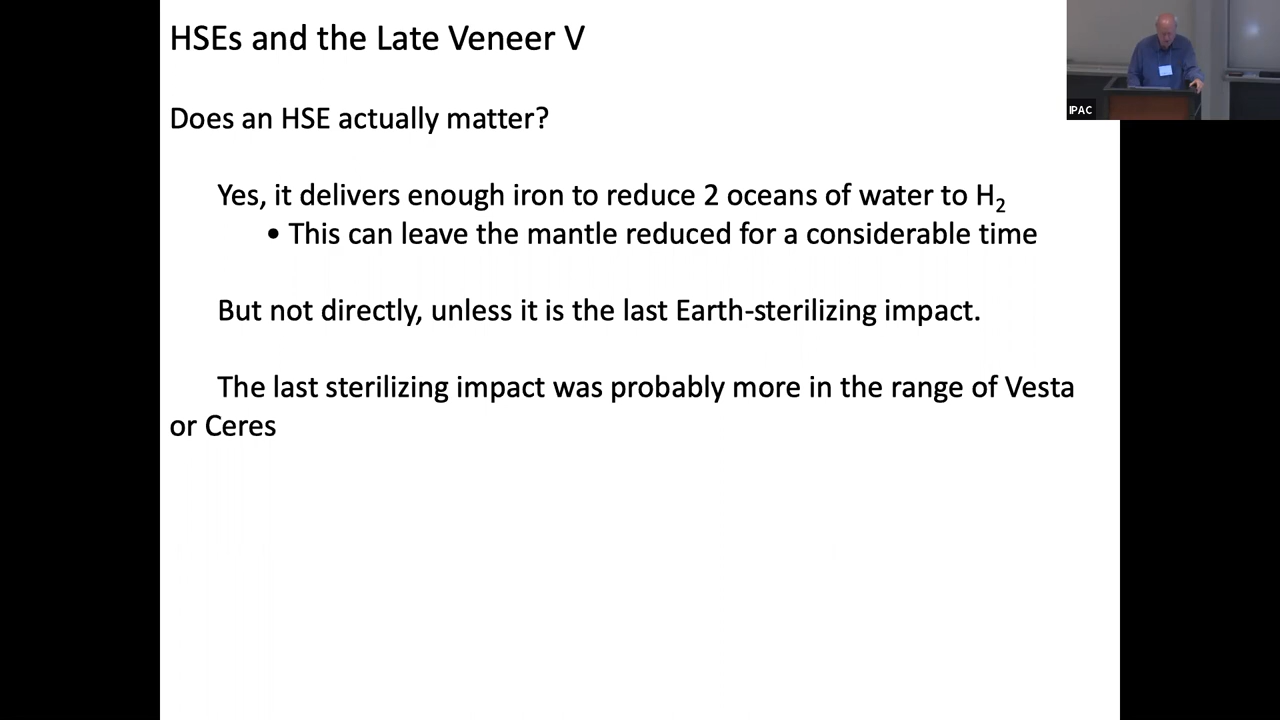 HSEs and the Late Veneer V
Does an HSE actually matter?
Yes, it delivers enough iron to reduce 2 oceans of water to H₂
• This can leave the mantle reduced for a considerable time
But not directly, unless it is the last Earth-sterilizing impact.
The last sterilizing impact was probably more in the range of Vesta
or Ceres
IPAC